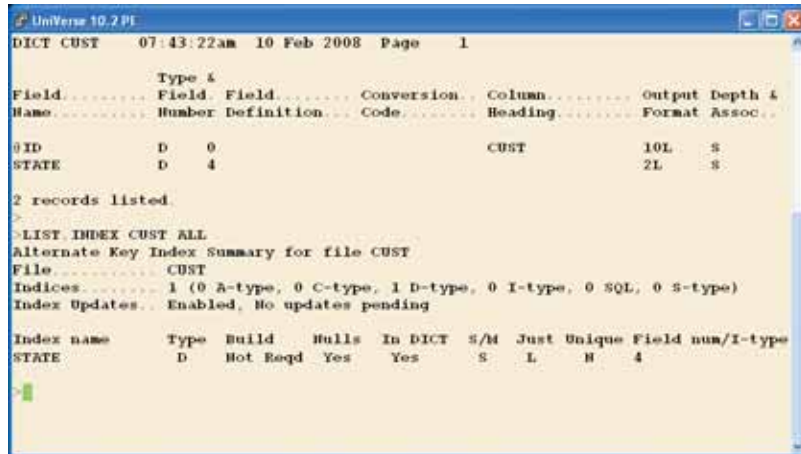 UniVerse 10.2 PE
DICT CUST    07:43:22am  10 Feb 2008  Page    1
Type &
Field.......... Field. Field........ Conversion.. Column......... Output Depth &
Name........... Number Definition... Code........ Heading........ Format Assoc..
@ID            D    0                             CUST            10L    S
STATE          D    4                                             2L     S
2 records listed.
>
>LIST.INDEX CUST ALL
Alternate Key Index Summary for file CUST
File........... CUST
Indices........ 1 (0 A-type, 0 C-type, 1 D-type, 0 I-type, 0 SQL, 0 S-type)
Index Updates.. Enabled, No updates pending
Index name      Type  Build    Nulls  In DICT  S/M  Just Unique Field num/I-type
STATE            D    Not Reqd  Yes    Yes      S    L     N    4
>